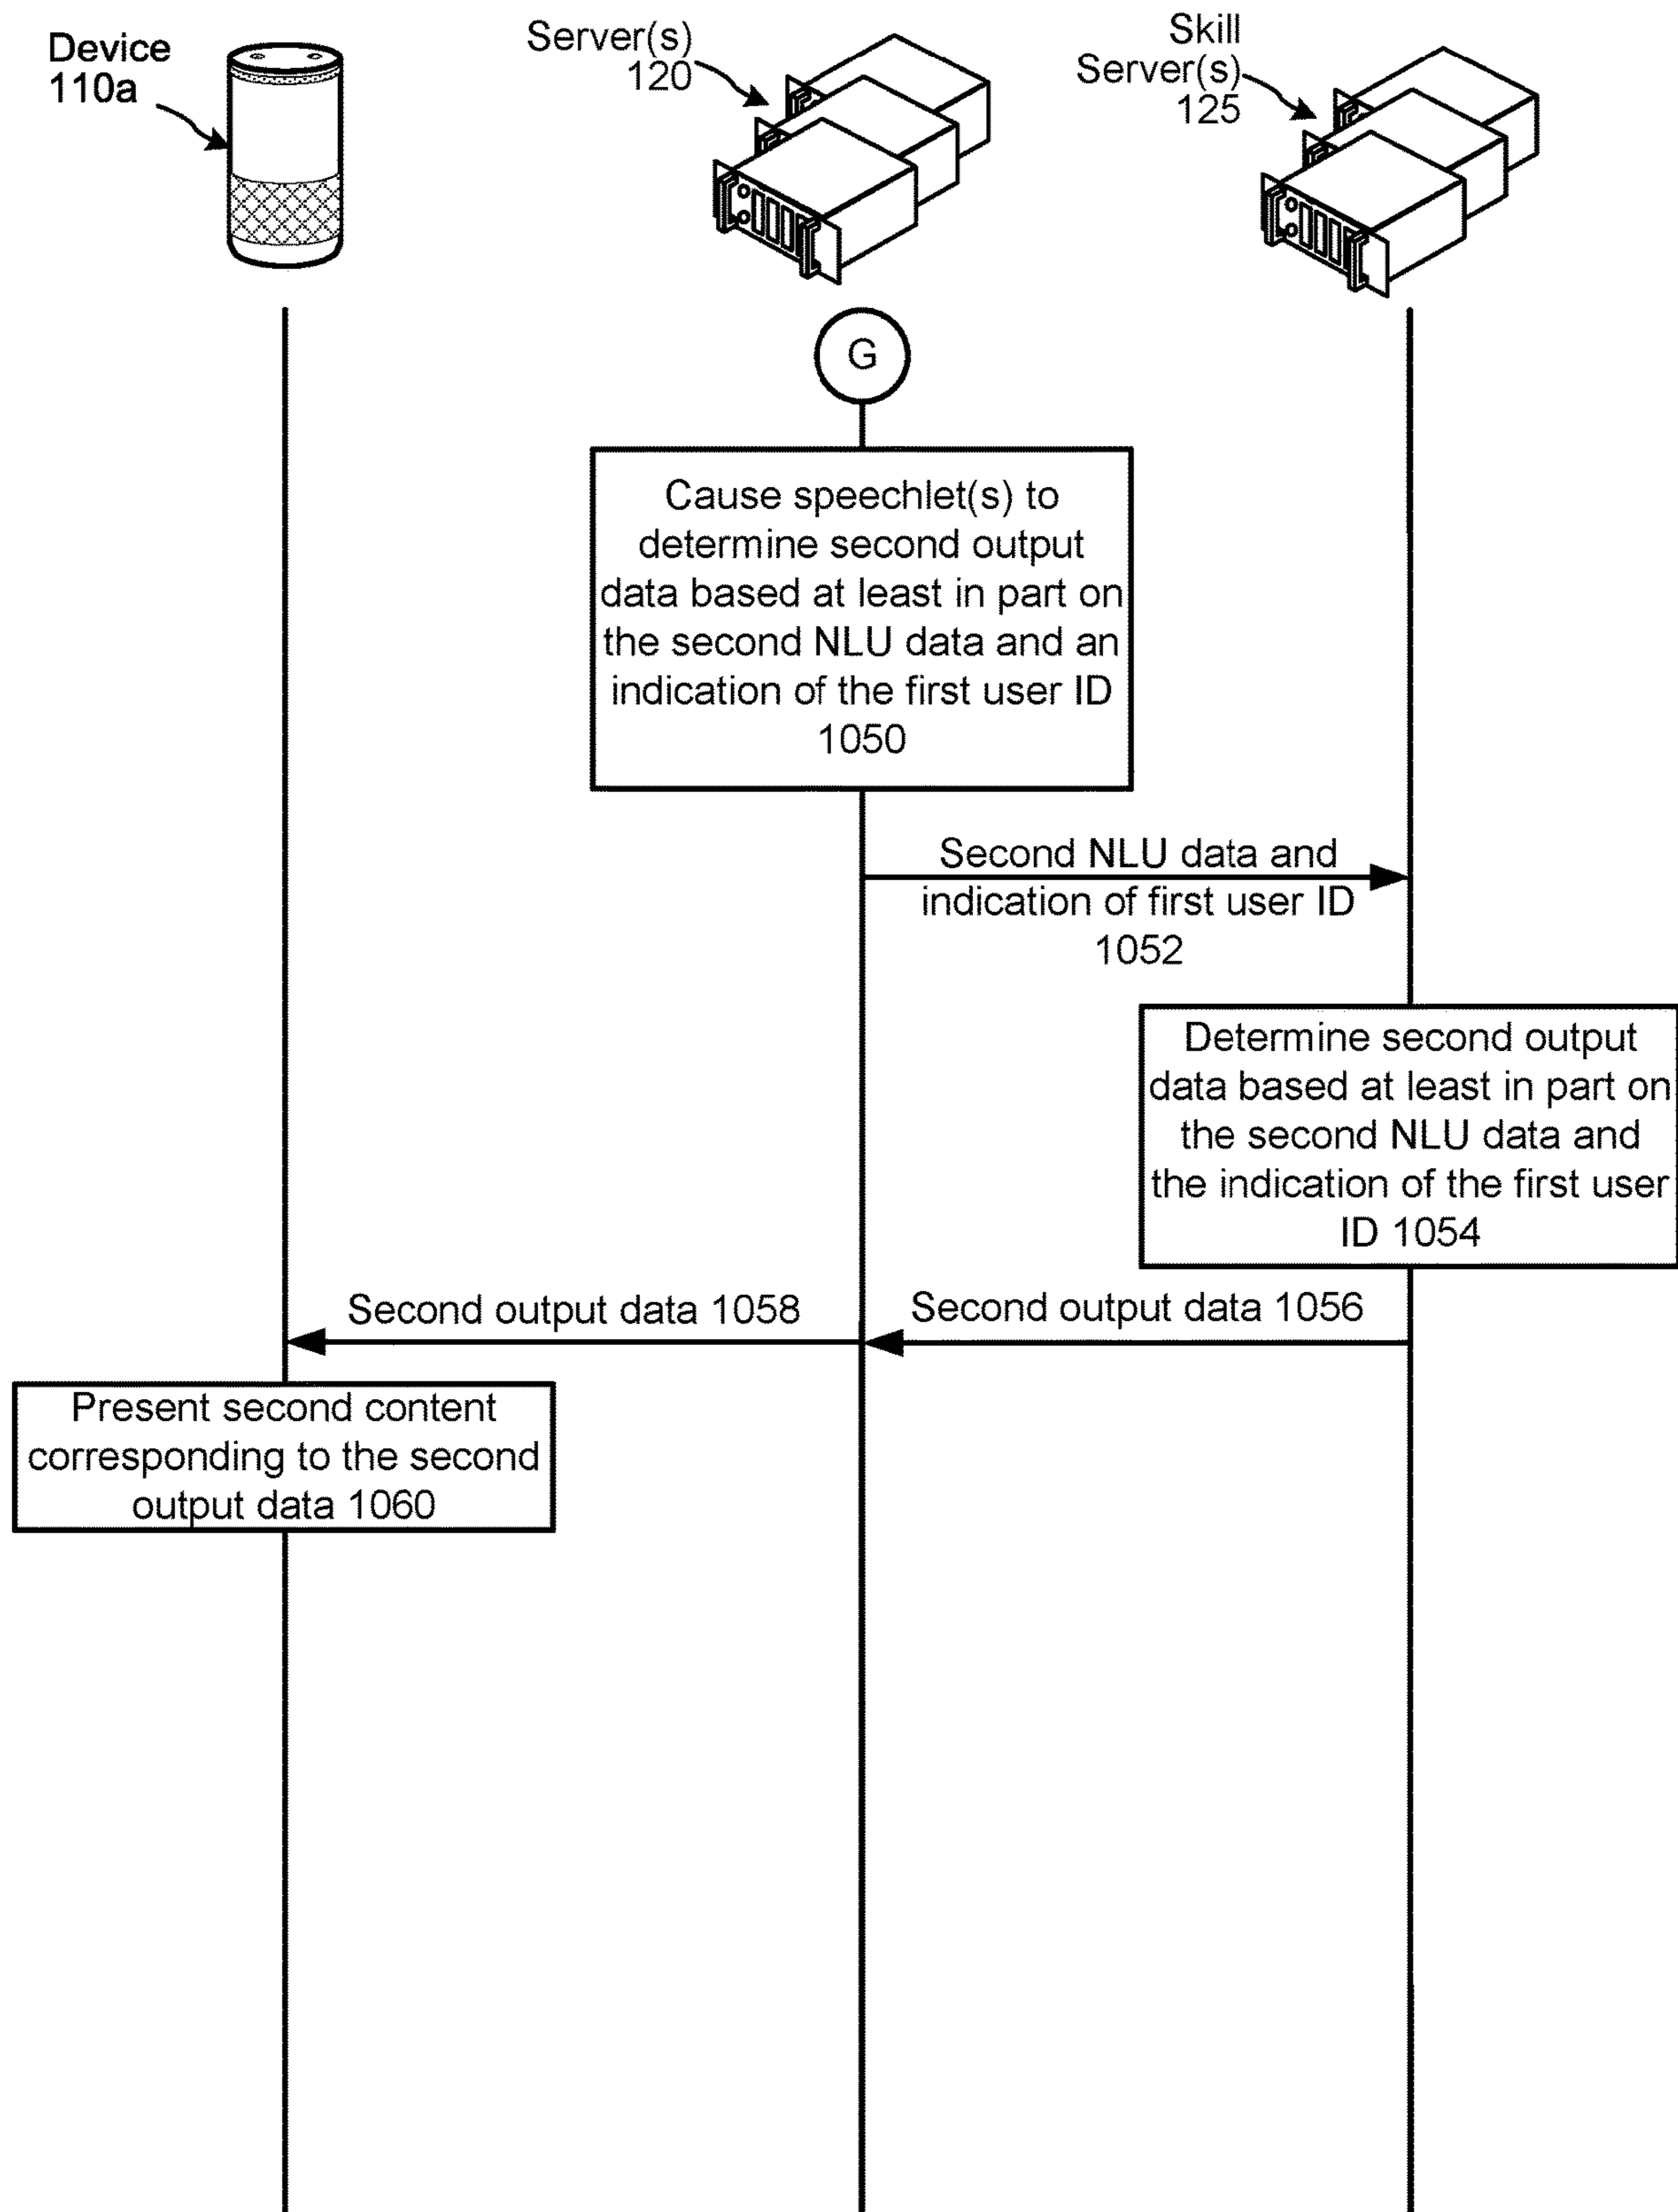 Device
110a
Server(s)
120
Skill
Server(s)
125
G
Cause speechlet(s) to
determine second output
data based at least in part on
the second NLU data and an
indication of the first user ID
1050
Second NLU data and
indication of first user ID
1052
Determine second output
data based at least in part on
the second NLU data and
the indication of the first user
ID 1054
Second output data 1058
Second output data 1056
Present second content
corresponding to the second
output data 1060